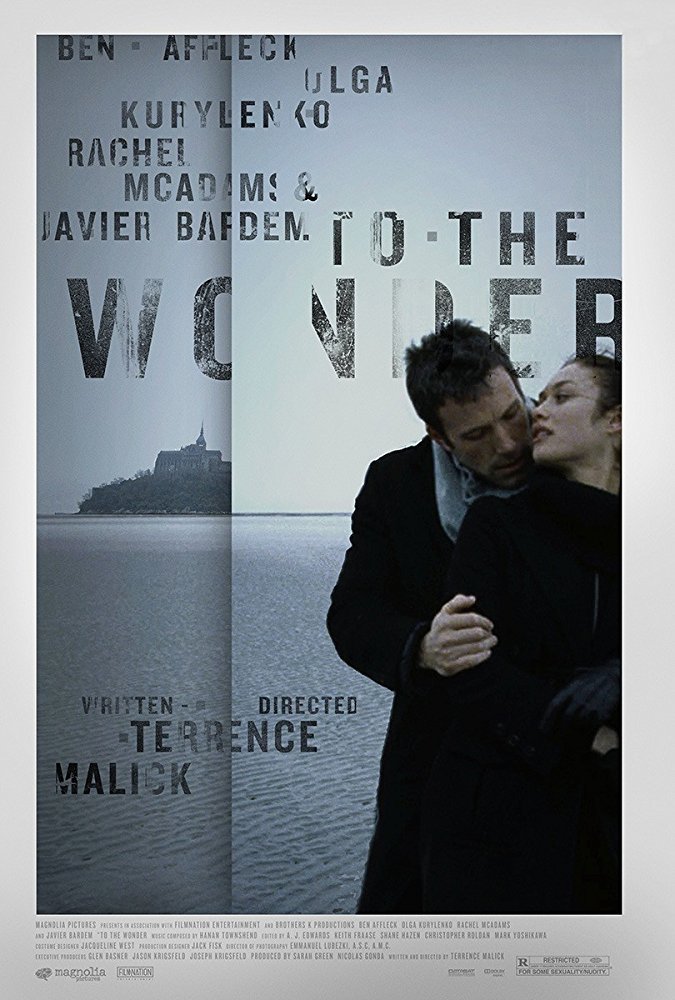 BEN - AFFLECK
OLGA
KURYLENKO
RACHEL
MCADAMS &
JAVIER BARDEM.
TO - THE
WONDER
WRITTEN - - DIRECTED
-TERRENCE
MALICK
MAGNOLIA PICTURES PRESENTS IN ASSOCIATION WITH FILMNATION ENTERTAINMENT AND BROTHERS K PRODUCTIONS BEN AFFLECK OLGA KURYLENKO RACHEL MCADAMS
AND JAVIER BARDEM "TO THE WONDER MUSIC COMPOSED BY HANAN TOWNSHEND EDITED BY A. J. EDWARDS KEITH FRAASE SHANE HAZEN CHRISTOPHER ROLDAN MARK YOSHIKAWA
COSTUME DESIGNER JACQUELINE WEST PRODUCTION DESIGNER JACK FISK DIRECTOR OF PHOTOGRAPHY EMMANUEL LUBEZKI, A.S.C, A.M.C.
EXECUTIVE PRODUCERS GLEN BASNER JASON KRIGSFELD JOSEPH KRIGSFELD PRODUCED BY SARAH GREEN NICOLAS GONDA WRITTEN AND DIRECTED BY TERRENCE MALICK
magnolia pictures
FILMNATION ENTERTAINMENT
DOLBY
R RESTRICTED
FOR SOME SEXUALITY/NUDITY.